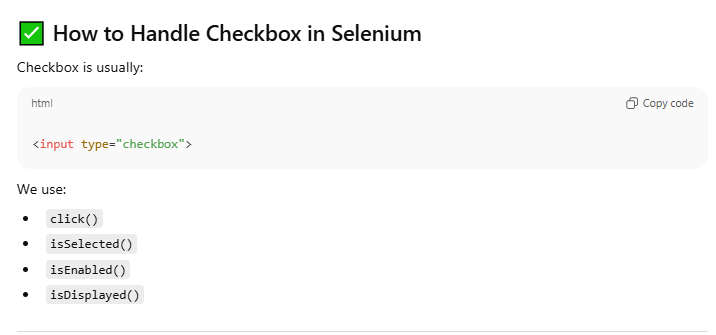 ✅ How to Handle Checkbox in Selenium
Checkbox is usually:
html
Copy code
<input type="checkbox">
We use:
• click()
• isSelected()
• isEnabled()
• isDisplayed()